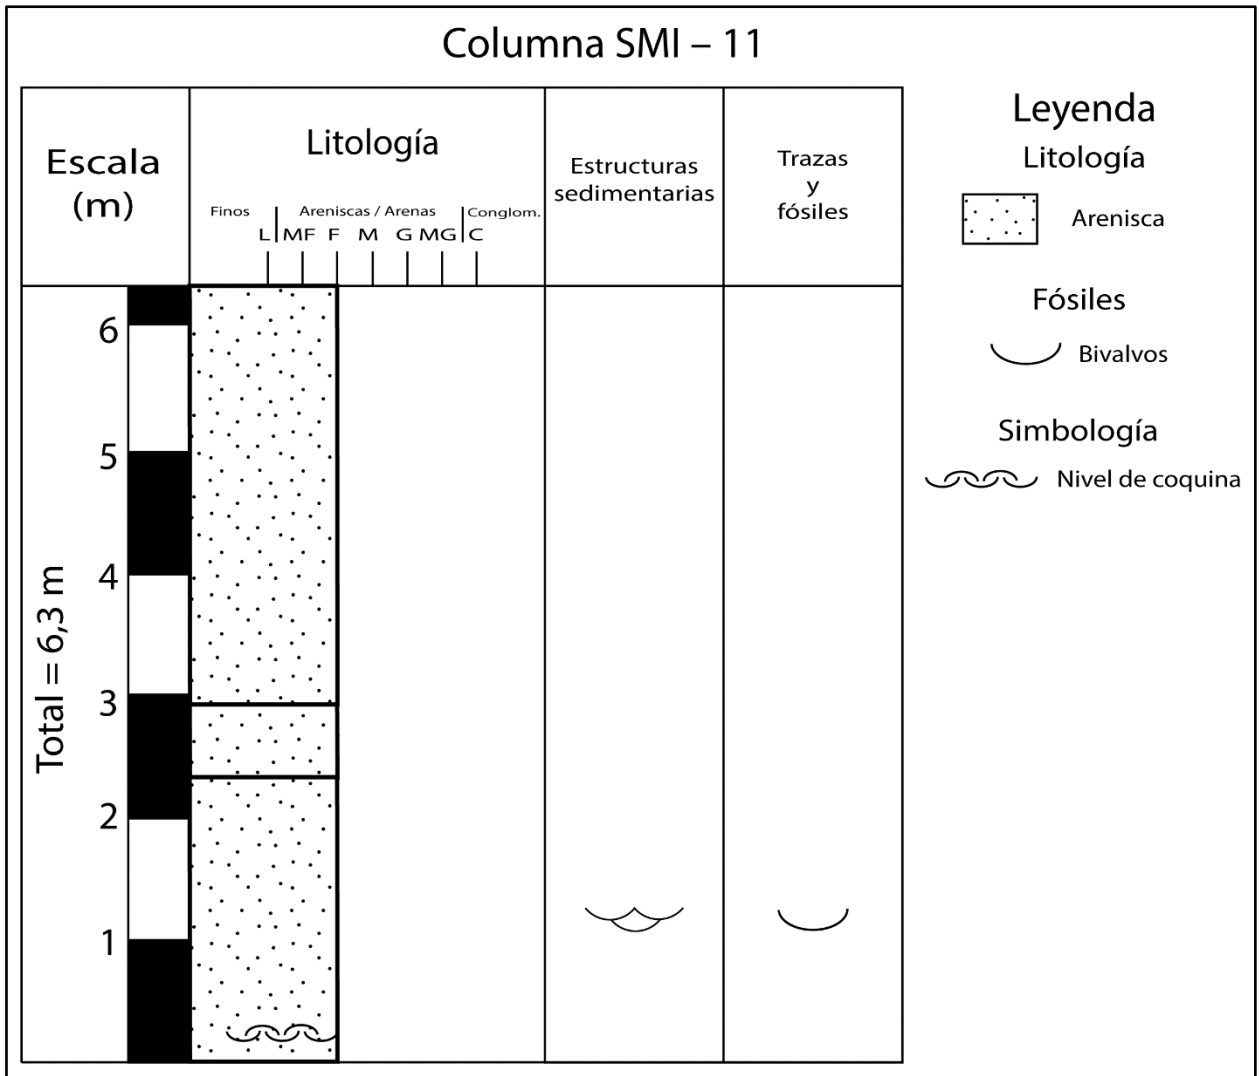 Columna SMI – 11
Escala
(m)
Litología
Finos
Areniscas / Arenas
Conglom.
L MF F M G MG C
Estructuras
sedimentarias
Trazas
y
fósiles
6
5
4
3
2
1
Total = 6,3 m
Leyenda
Litología
Arenisca
Fósiles
Bivalvos
Simbología
Nivel de coquina